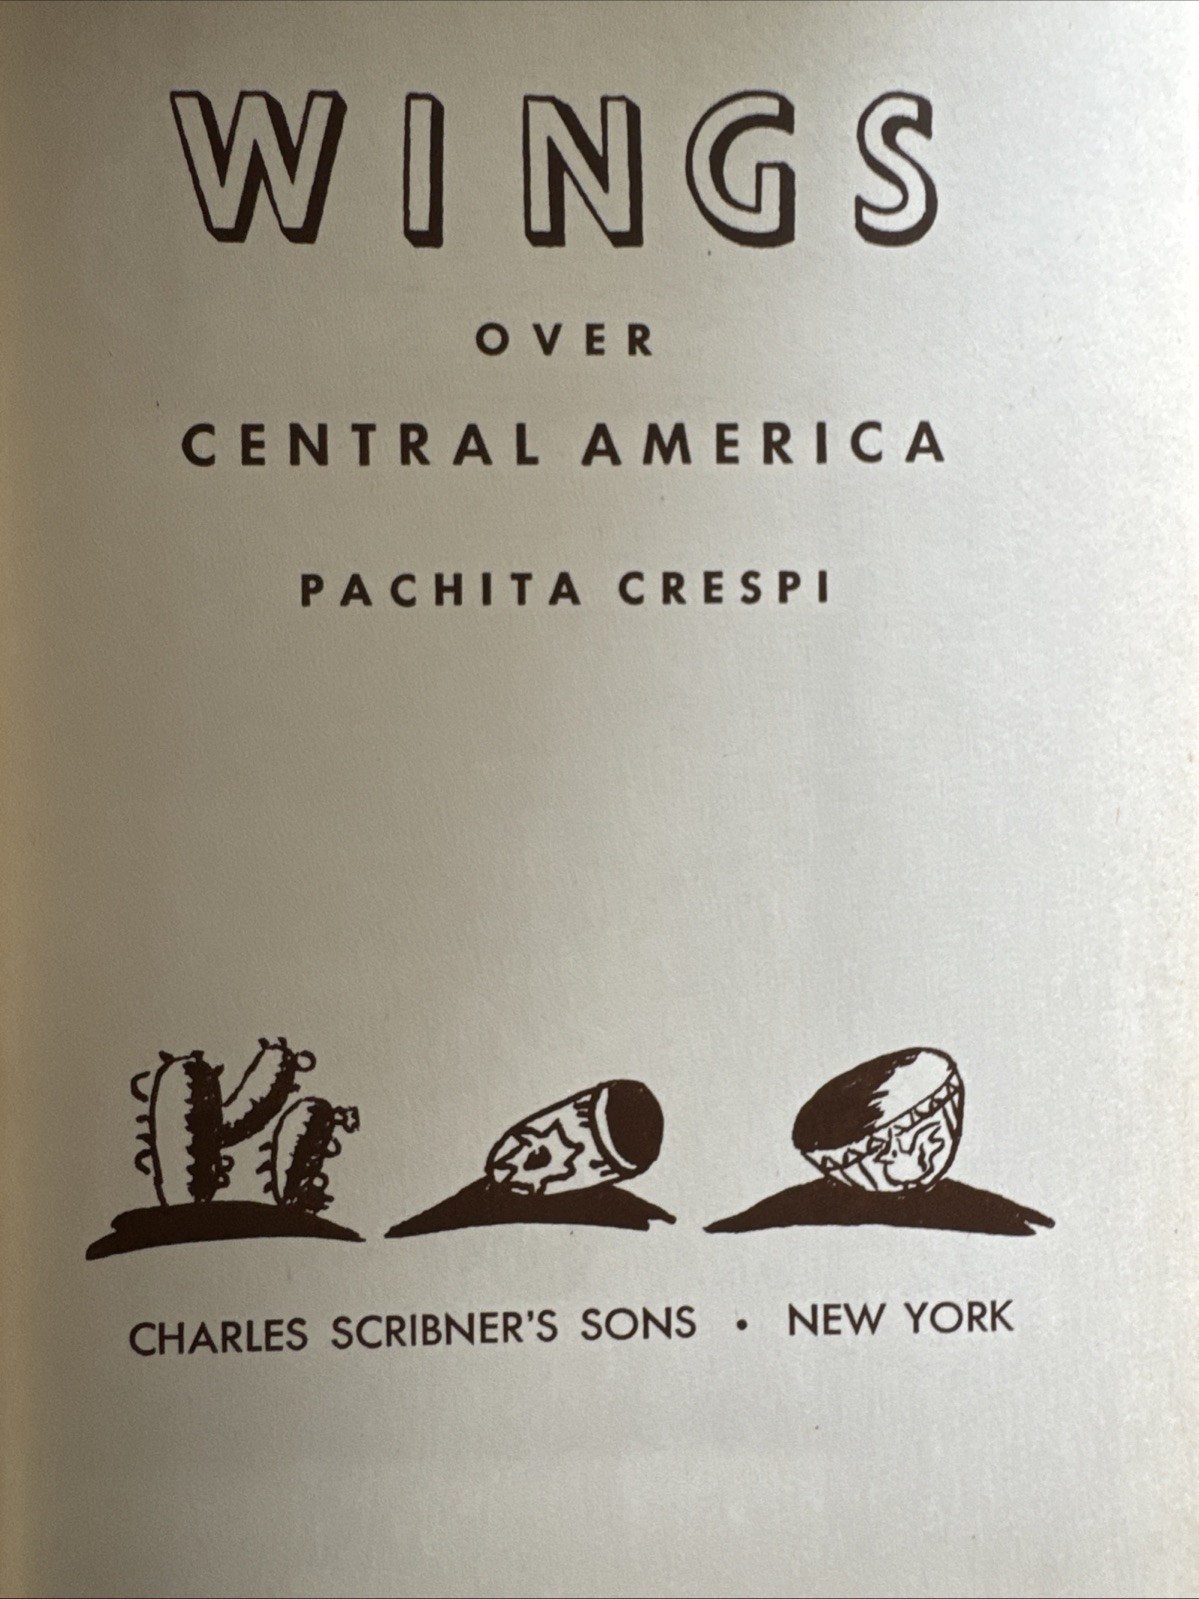 WINGS
OVER
CENTRAL AMERICA
PACHITA CRESPI
CHARLES SCRIBNER'S SONS • NEW YORK